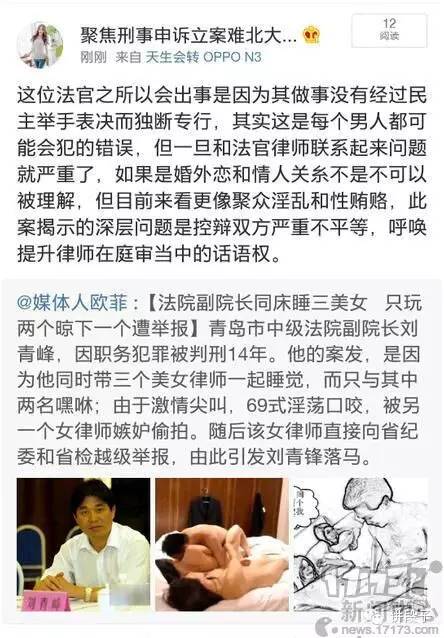 聚焦刑事申诉立案难北大...
刚刚 来自 天生会转 OPPO N3
12
阅读
这位法官之所以会出事是因为其做事没有经过民
主举手表决而独断专行，其实这是每个男人都可
能会犯的错误，但一旦和法官律师联系起来问题
就严重了，如果是婚外恋和情人关糸不是不可以
被理解，但目前来看更像聚众淫乱和性贿赂，此
案揭示的深层问题是控辩双方严重不平等，呼唤
提升律师在庭审当中的话语权。
@媒体人欧菲：【法院副院长同床睡三美女 只玩
两个晾下一个遭举报】青岛市中级法院副院长刘
青峰，因职务犯罪被判刑14年。他的案发，是因
为他同时带三个美女律师一起睡觉，而只与其中
两名嘿咻；由于激情尖叫，69式淫荡口咬，被另
一个女律师嫉妒偷拍。随后该女律师直接向省纪
委和省检越级举报，由此引发刘青锋落马。
刘青峰
news.17173.com